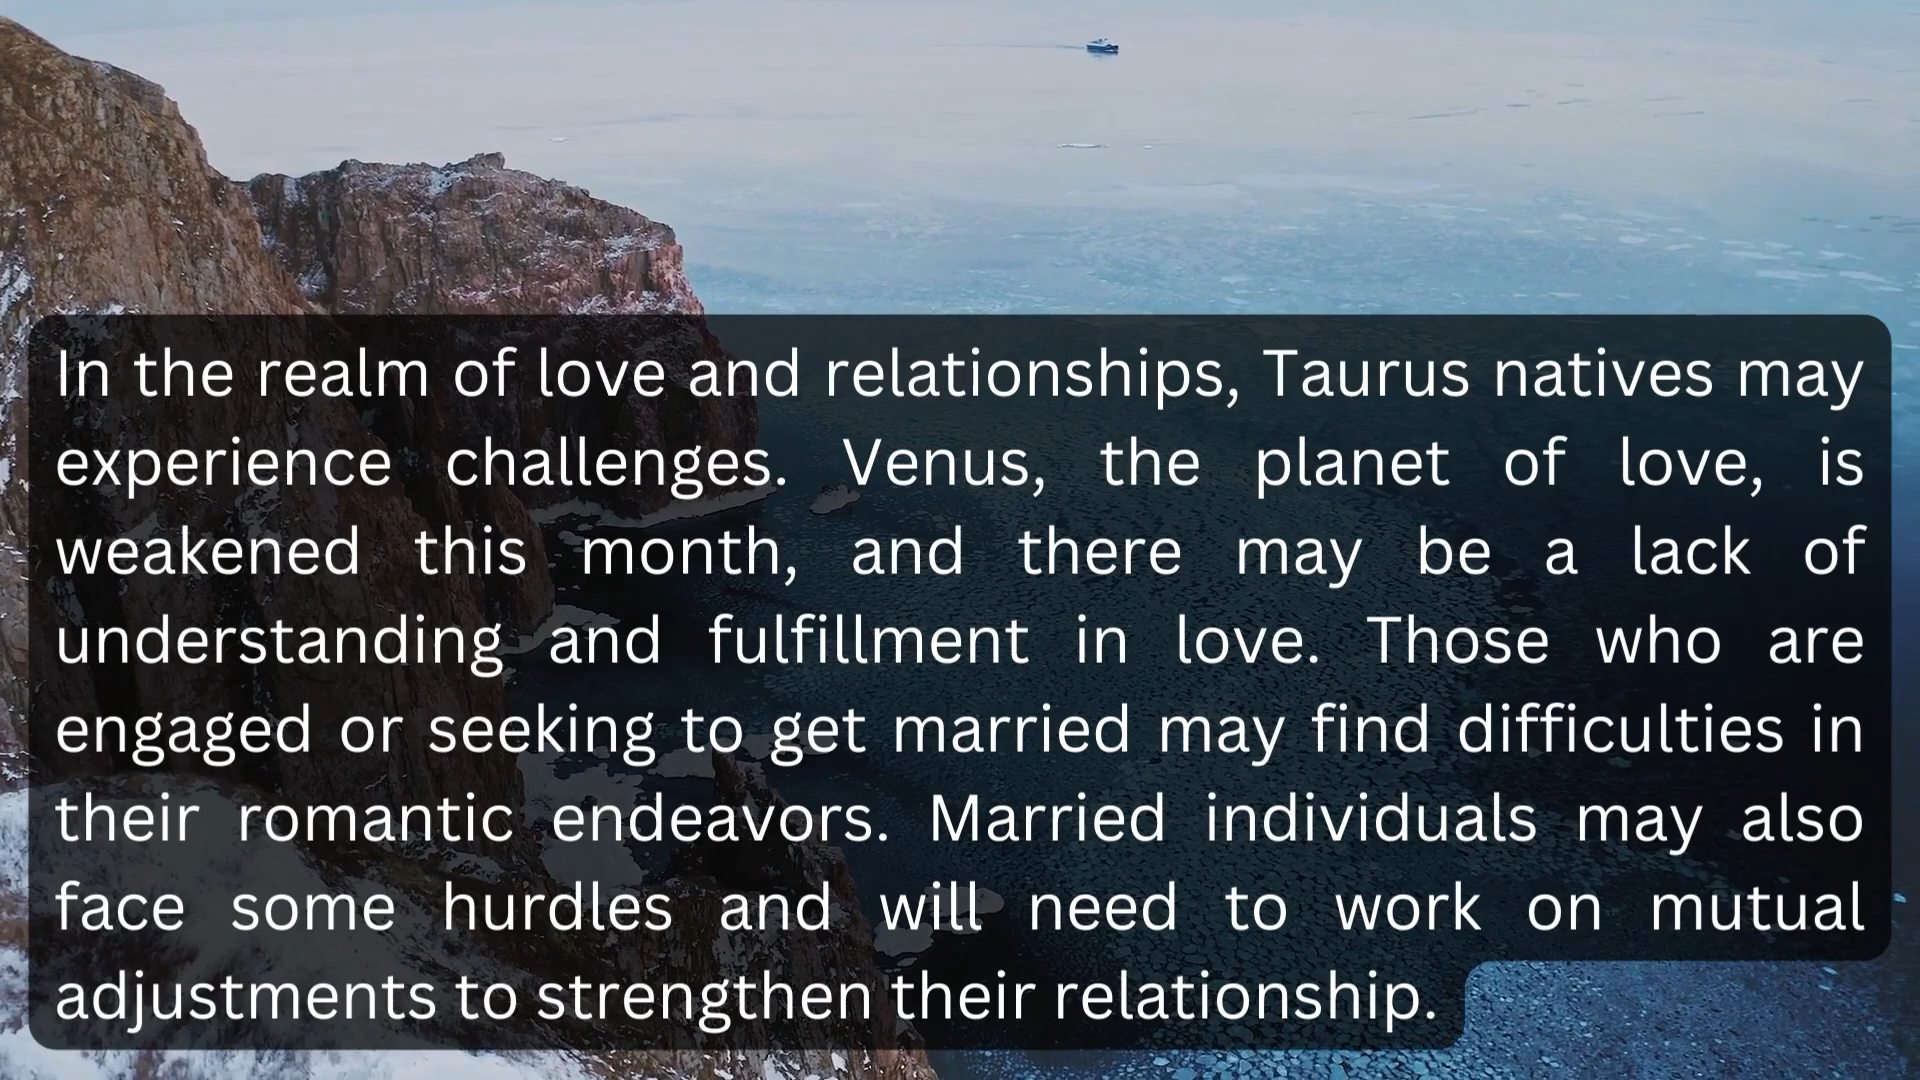 In the realm of love and relationships, Taurus natives may
experience challenges. Venus, the planet of love, is
weakened this month, and there may be a lack of
understanding and fulfillment in love. Those who are
engaged or seeking to get married may find difficulties in
their romantic endeavors. Married individuals may also
face some hurdles and will need to work on mutual
adjustments to strengthen their relationship.